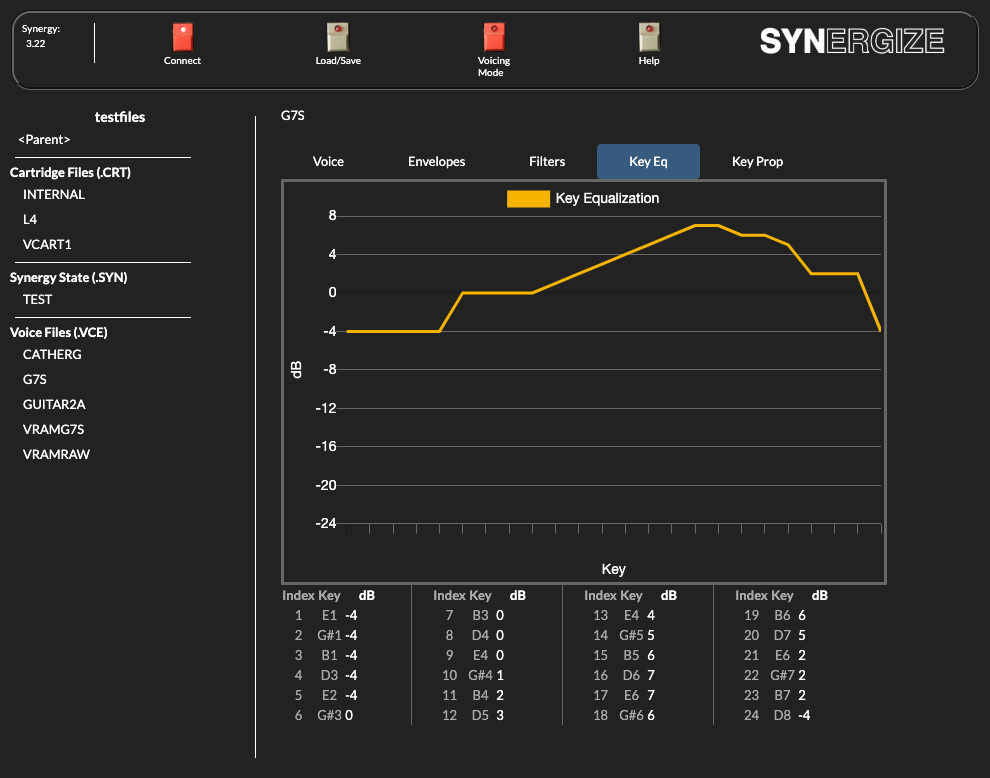 Synergy:
3.22
Connect
Load/Save
Voicing
Mode
Help
SYNERGIZE
testfiles
<Parent>
Cartridge Files (.CRT)
INTERNAL
L4
VCART1
Synergy State (.SYN)
TEST
Voice Files (.VCE)
CATHERG
G7S
GUITAR2A
VRAMG7S
VRAMRAW
G7S
Voice Envelopes Filters Key Eq Key Prop
Key Equalization
8
4
0
-4
-8
-12
-16
-20
-24
dB
Key
Index Key dB Index Key dB Index Key dB Index Key dB
1 E1 -4 7 B3 0 13 E4 4 19 B6 6
2 G#1 -4 8 D4 0 14 G#5 5 20 D7 5
3 B1 -4 9 E4 0 15 B5 6 21 E6 2
4 D3 -4 10 G#4 1 16 D6 7 22 G#7 2
5 E2 -4 11 B4 2 17 E6 7 23 B7 2
6 G#3 0 12 D5 3 18 G#6 6 24 D8 -4